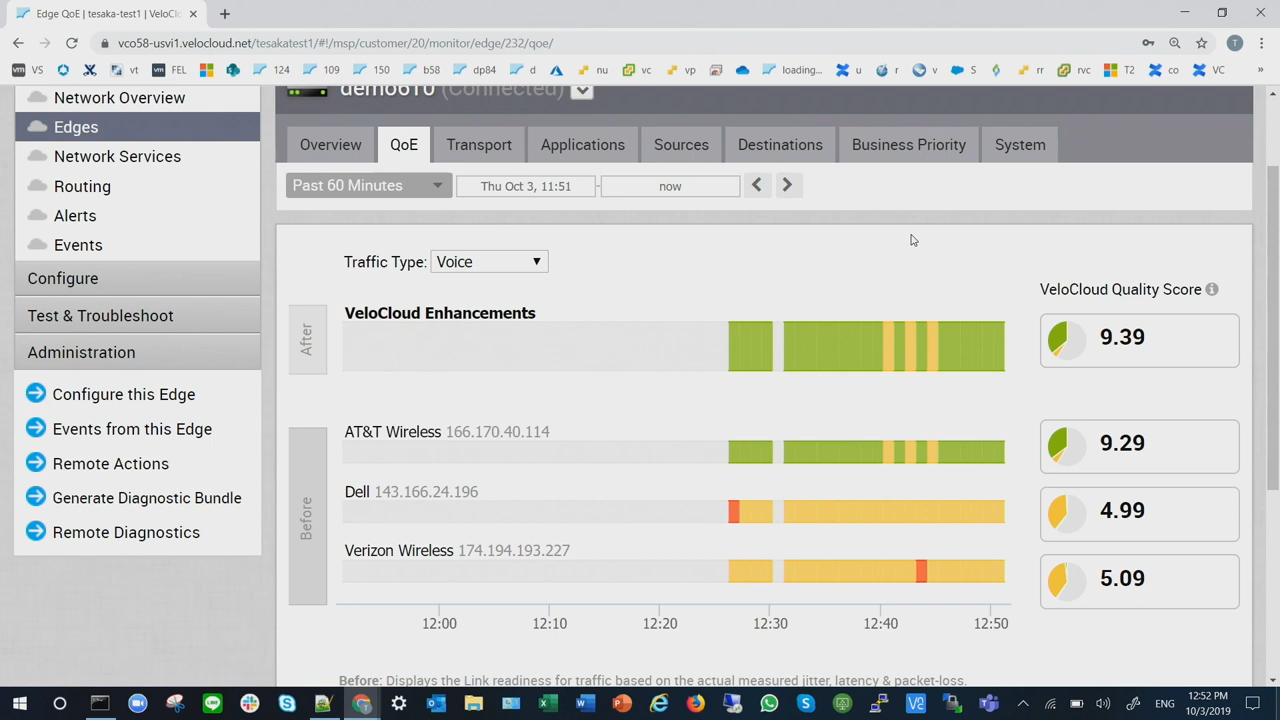 Edge QoE | tesaka-test1 | VeloClo
vco58-usvi1.velocloud.net/tesakatest1/#!/msp/customer/20/monitor/edge/232/qoe/
T
VS vt FEL 124 109 150 b58 dp84 d nu vc vp loading... u r v S rr rvc T2 co VC »
Network Overview
Edges
Network Services
Routing
Alerts
Events
Configure
Test & Troubleshoot
Administration
Configure this Edge
Events from this Edge
Remote Actions
Generate Diagnostic Bundle
Remote Diagnostics
demo610 (Connected)
Overview QoE Transport Applications Sources Destinations Business Priority System
Past 60 Minutes Thu Oct 3, 11:51 - now
Traffic Type: Voice
VeloCloud Quality Score
After
VeloCloud Enhancements
9.39
Before
AT&T Wireless 166.170.40.114
9.29
Dell 143.166.24.196
4.99
Verizon Wireless 174.194.193.227
5.09
12:00 12:10 12:20 12:30 12:40 12:50
Before: Displays the Link readiness for traffic based on the actual measured jitter, latency & packet-loss.
ENG
12:52 PM
10/3/2019